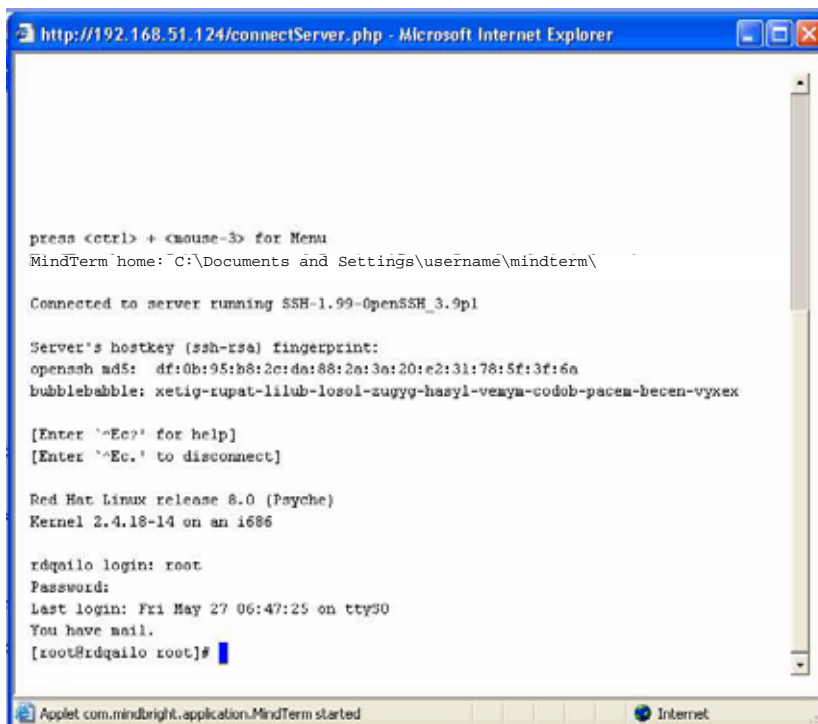 http://192.168.51.124/connectServer.php - Microsoft Internet Explorer
press <ctrl> + <mouse-3> for Menu
MindTerm home: C:\Documents and Settings\username\mindterm\
Connected to server running SSH-1.99-OpenSSH_3.9p1
Server's hostkey (ssh-rsa) fingerprint:
openssh md5:  df:0b:95:b8:2c:da:88:2a:3a:20:e2:31:78:5f:3f:6a
bubblebabble: xetig-rupat-lilub-losol-zugyg-hasyl-vemym-codob-pacem-becen-vyxex
[Enter `^Ec?' for help]
[Enter `^Ec.' to disconnect]
Red Hat Linux release 8.0 (Psyche)
Kernel 2.4.18-14 on an i686
rdqailo login: root
Password:
Last login: Fri May 27 06:47:25 on ttyS0
You have mail.
[root@rdqailo root]#
Applet com.mindbright.application.MindTerm started
Internet